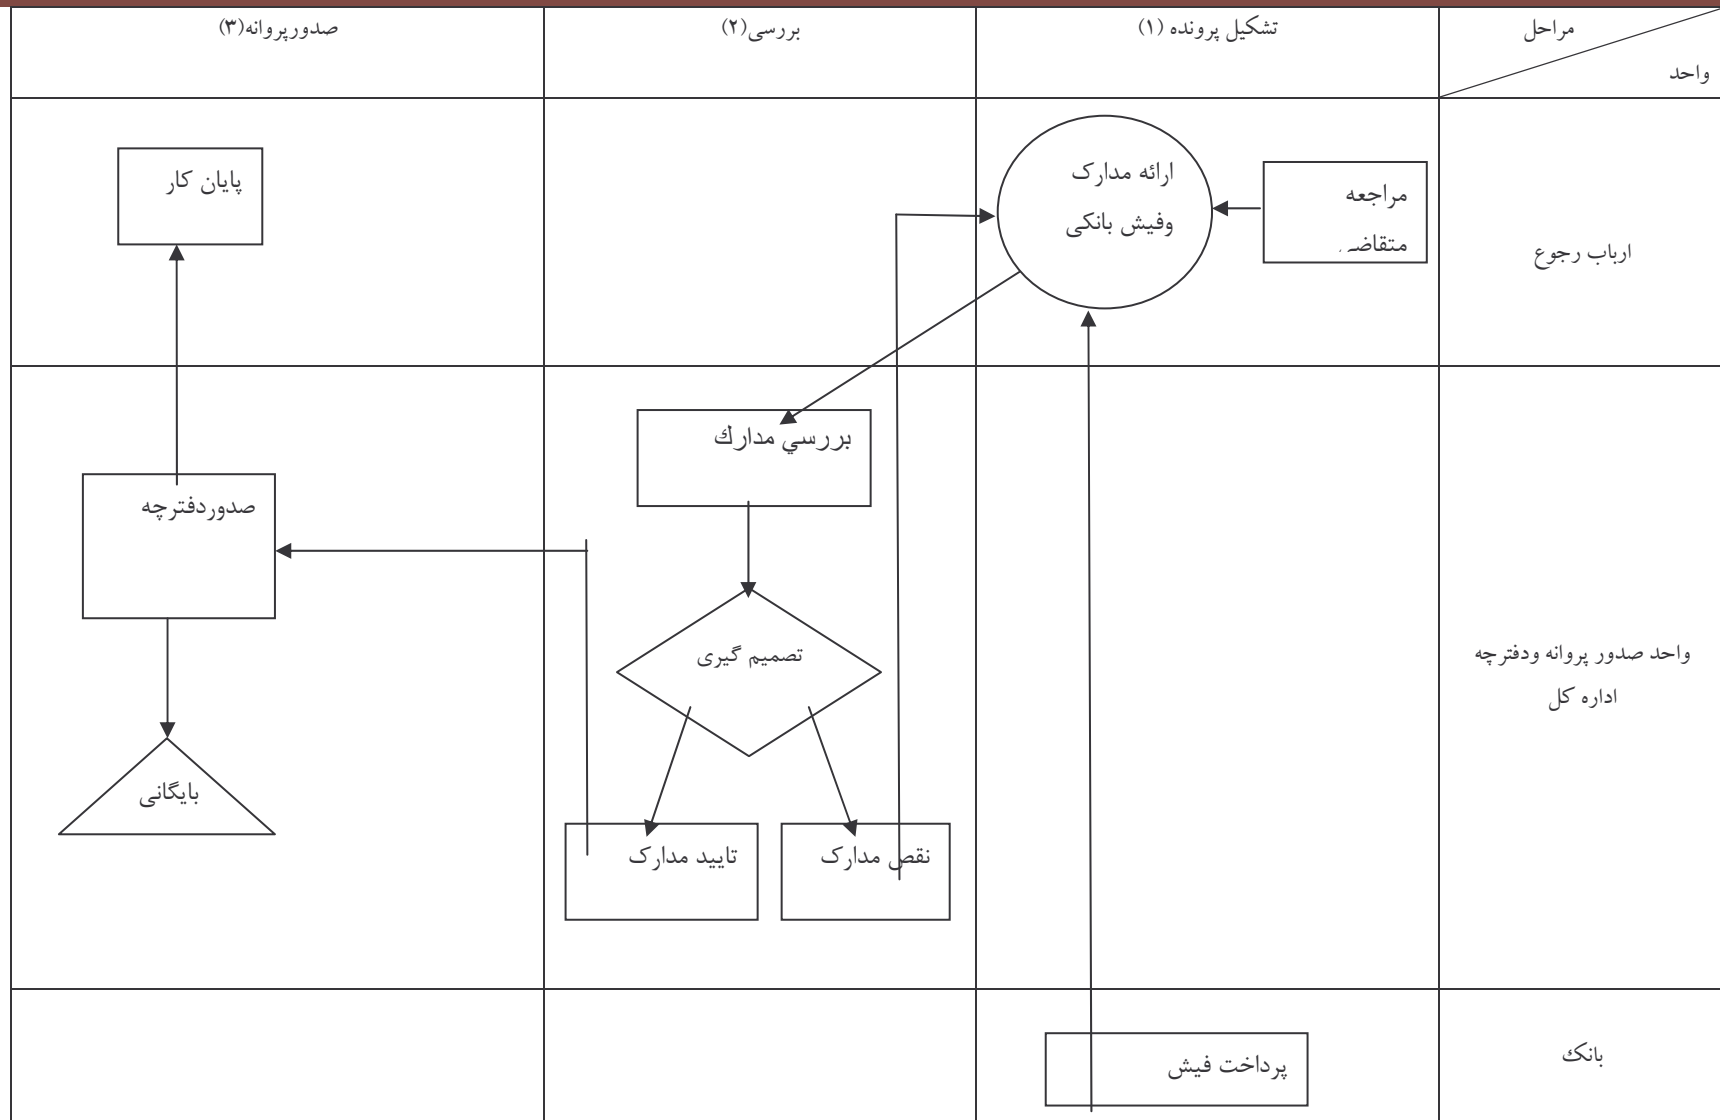 مراحل
واحد
تشکیل پرونده (۱)
بررسی(۲)
صدورپروانه(۳)
ارباب رجوع
مراجعه
ارائه مدارک
وفیش بانکی
پایان کار
واحد صدور پروانه ودفترچه
اداره کل
بررسي مدارك
تصمیم گیری
نقص مدارک
تایید مدارک
صدوردفترچه
بایگانی
بانک
پرداخت فیش